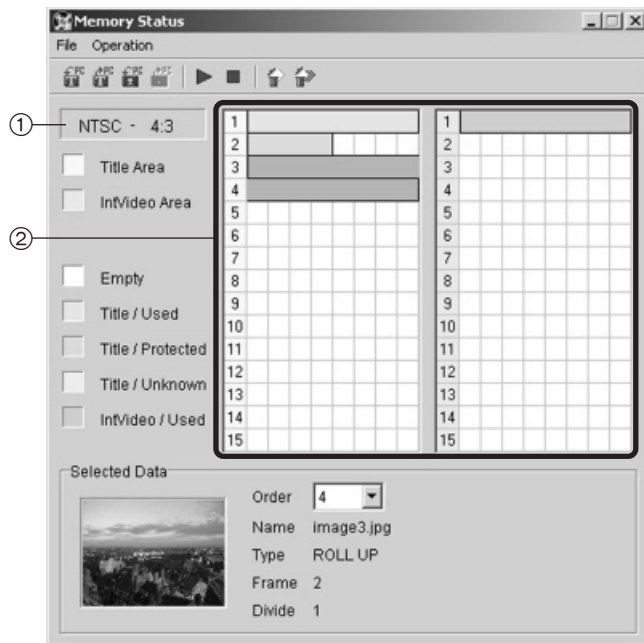 Memory Status
File Operation
①
NTSC - 4:3
Title Area
IntVideo Area
②
Empty
Title / Used
Title / Protected
Title / Unknown
IntVideo / Used
1
2
3
4
5
6
7
8
9
10
11
12
13
14
15
1
2
3
4
5
6
7
8
9
10
11
12
13
14
15
Selected Data
Order 4
Name image3.jpg
Type ROLL UP
Frame 2
Divide 1